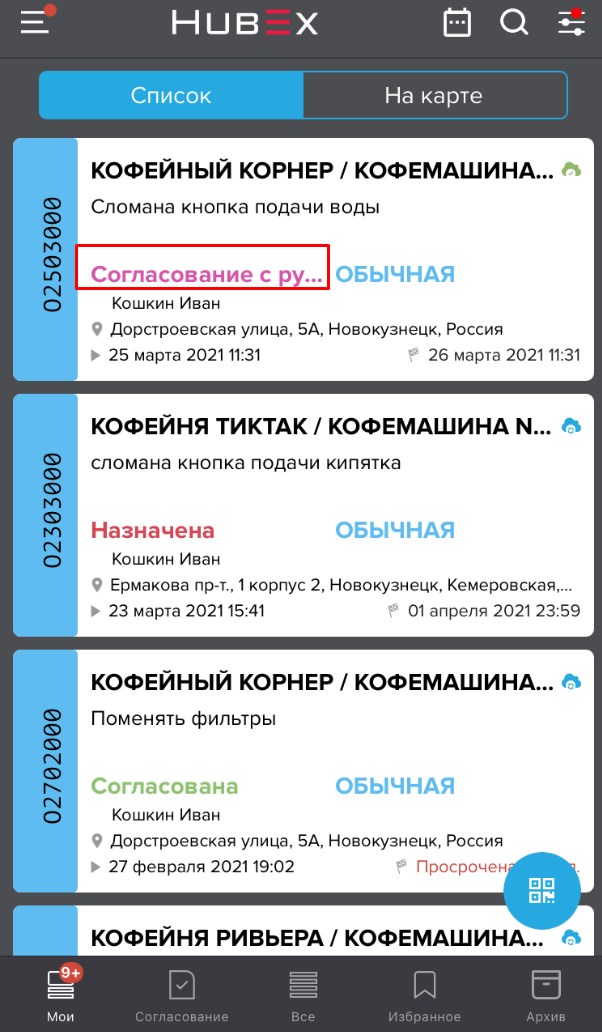 HUBEX
Список
На карте
КОФЕЙНЫЙ КОРНЕР / КОФЕМАШИНА...
Сломана кнопка подачи воды
Согласование с ру... ОБЫЧНАЯ
Кошкин Иван
Дорстроевская улица, 5А, Новокузнецк, Россия
25 марта 2021 11:31 26 марта 2021 11:31
02503000
КОФЕЙНЯ ТИКТАК / КОФЕМАШИНА N...
сломана кнопка подачи кипятка
Назначена ОБЫЧНАЯ
Кошкин Иван
Ермакова пр-т., 1 корпус 2, Новокузнецк, Кемеровская,...
23 марта 2021 15:41 01 апреля 2021 23:59
02303000
КОФЕЙНЫЙ КОРНЕР / КОФЕМАШИНА...
Поменять фильтры
Согласована ОБЫЧНАЯ
Кошкин Иван
Дорстроевская улица, 5А, Новокузнецк, Россия
27 февраля 2021 19:02 Просрочена
02702000
КОФЕЙНЯ РИВЬЕРА / КОФЕМАШИНА...
9+
Мои
Согласование
Все
Избранное
Архив